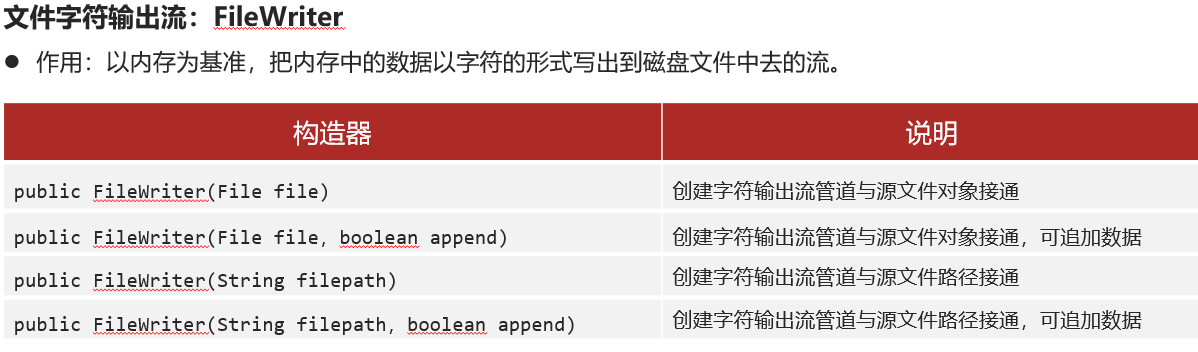 文件字符输出流：FileWriter
● 作用：以内存为基准，把内存中的数据以字符的形式写出到磁盘文件中去的流。
构造器 说明
public FileWriter(File file) 创建字符输出流管道与源文件对象接通
public FileWriter(File file, boolean append) 创建字符输出流管道与源文件对象接通，可追加数据
public FileWriter(String filepath) 创建字符输出流管道与源文件路径接通
public FileWriter(String filepath, boolean append) 创建字符输出流管道与源文件路径接通，可追加数据